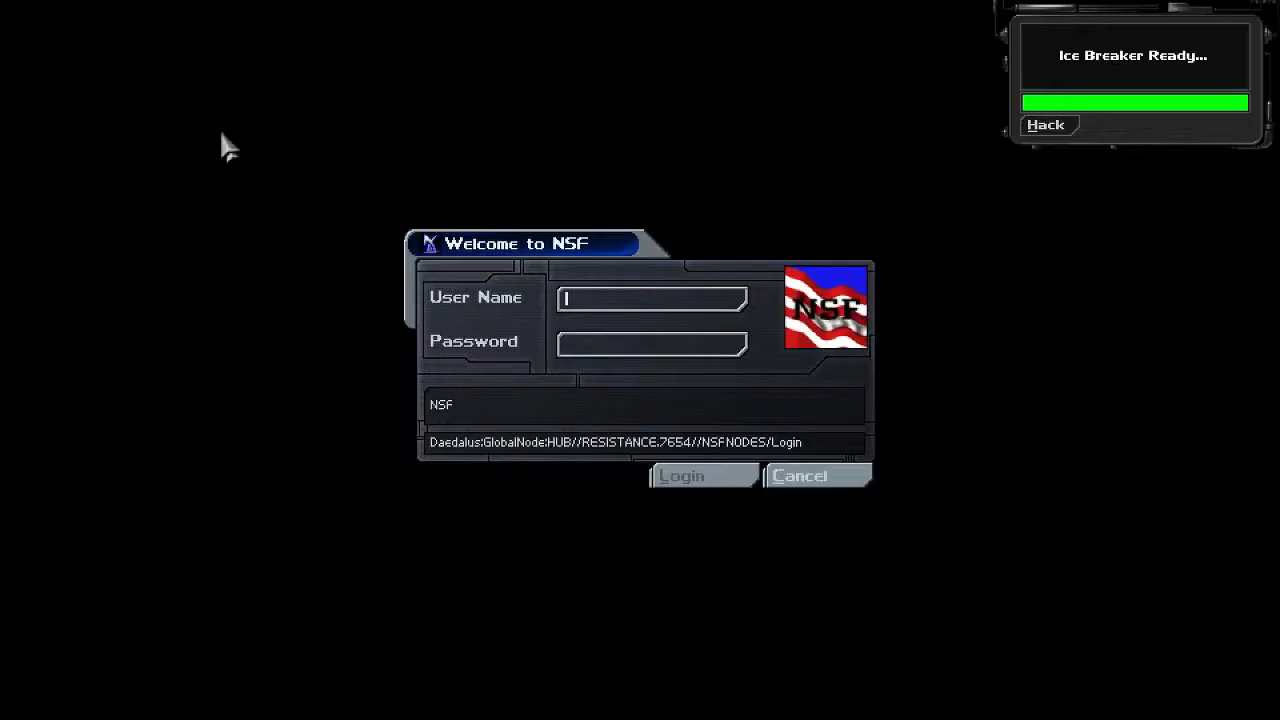 Ice Breaker Ready...
Hack
Welcome to NSF
User Name
NSF
Password
NSF
Daedalus:GlobalNode:HUB//RESISTANCE.7654//NSFNODES/Login
Login
Cancel